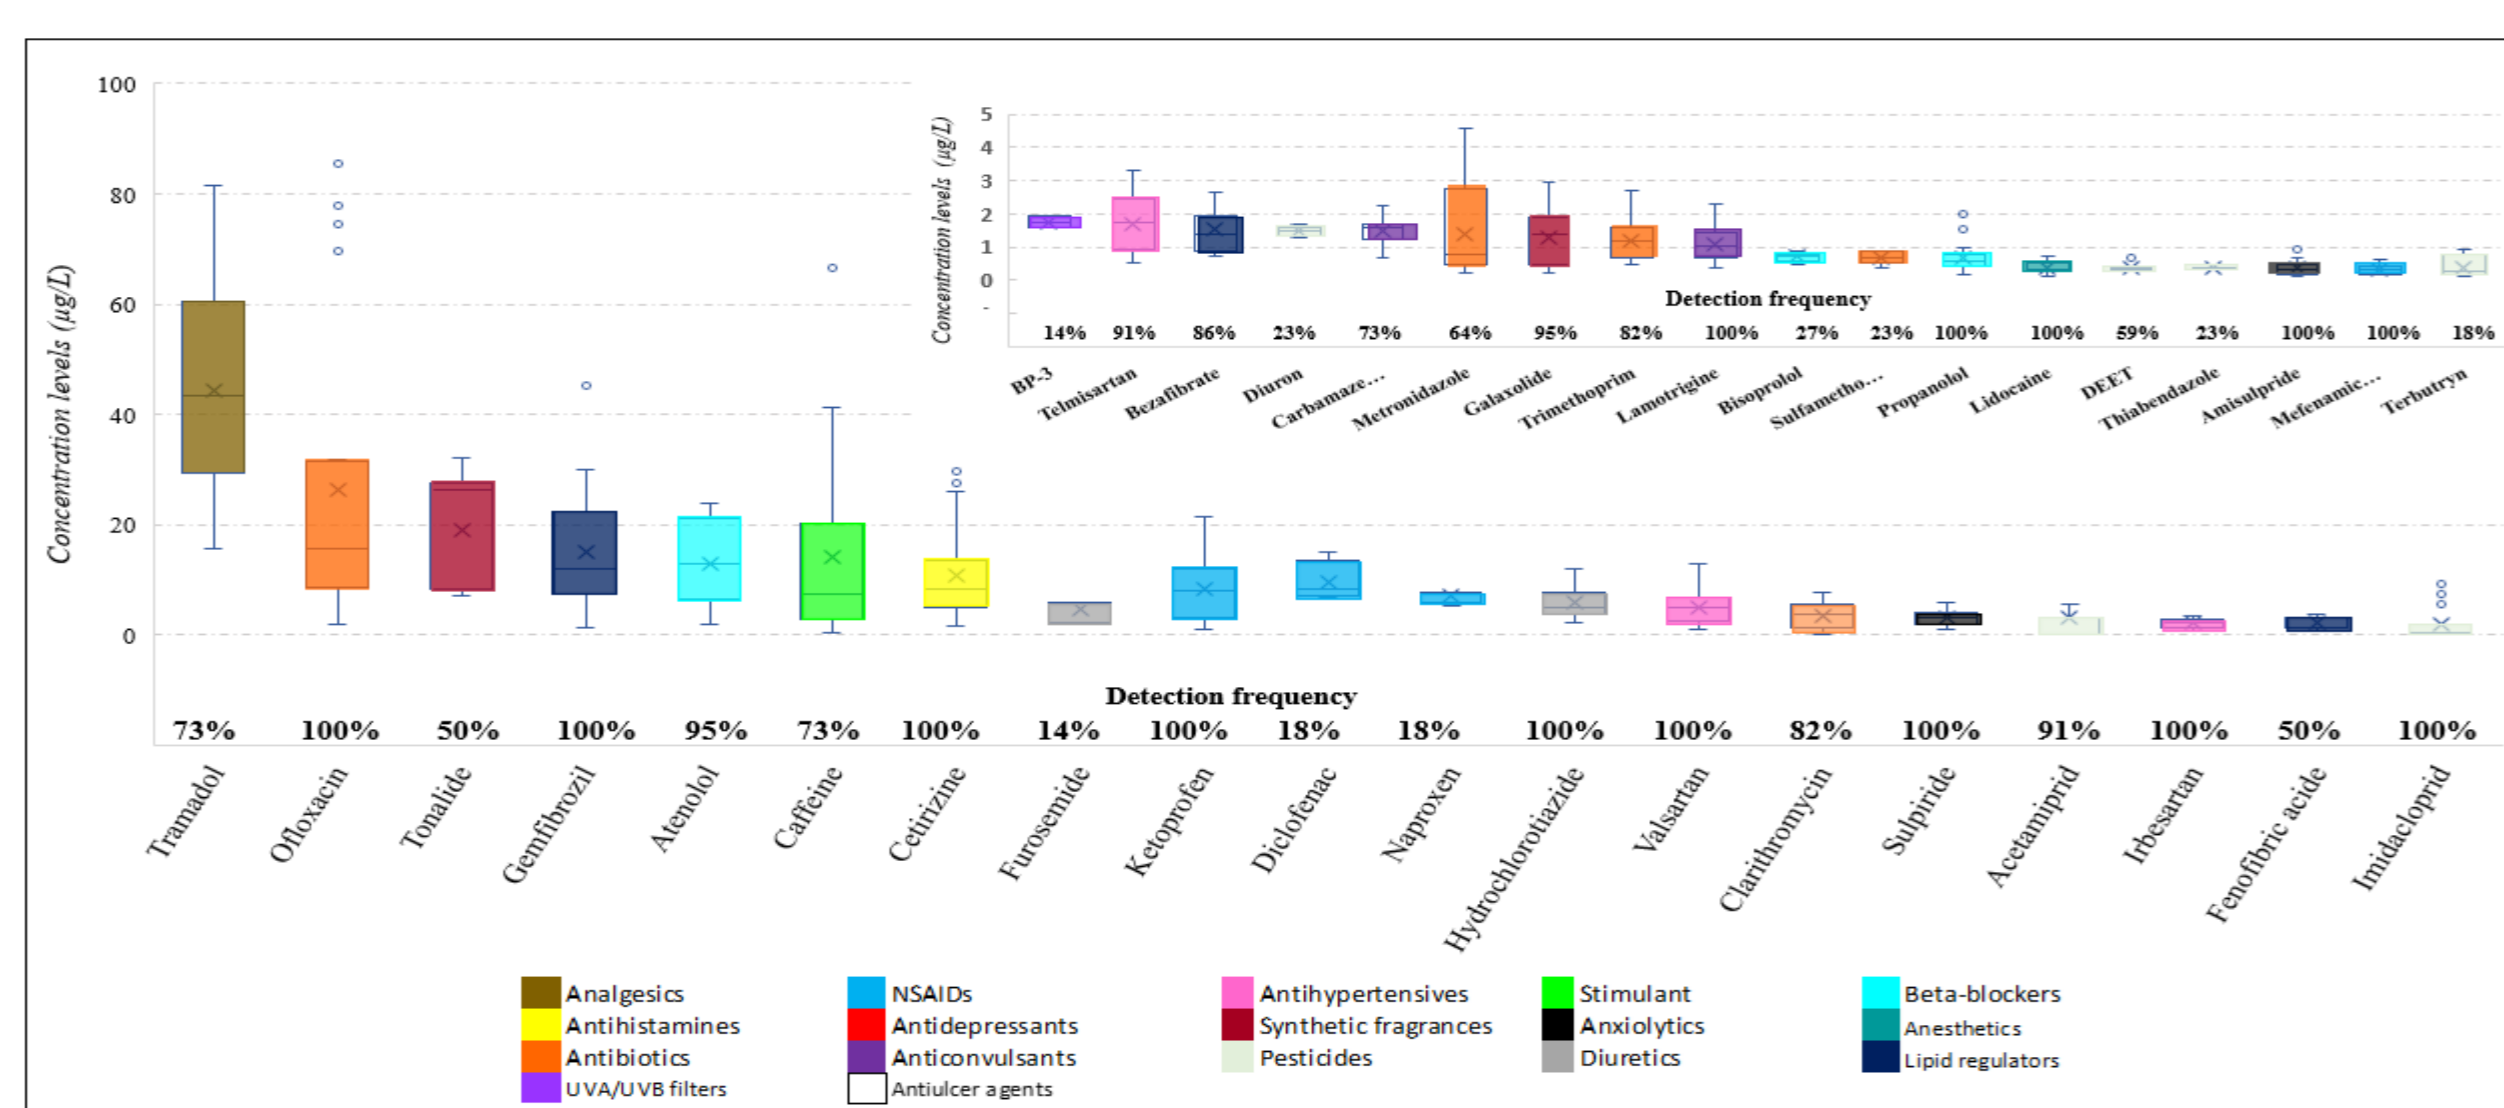 100
80
60
40
20
0
Concentration levels (µg/L)
5
4
3
2
1
0
-
Concentration levels (µg/L)
Detection frequency
14% 91% 86% 23% 73% 64% 95% 82% 100% 27% 23% 100% 100% 59% 23% 100% 100% 18%
BP-3 Telmisartan Bezafibrate Diuron Carbamaze... Metronidazole Galaxolide Trimethoprim Lamotrigine Bisoprolol Sulfametho... Propanolol Lidocaine DEET Thiabendazole Amisulpride Mefenamic... Terbutryn
Detection frequency
73% 100% 50% 100% 95% 73% 100% 14% 100% 18% 18% 100% 100% 82% 100% 91% 100% 50% 100%
Tramadol Ofloxacin Tonalide Gemfibrozil Atenolol Caffeine Cetirizine Furosemide Ketoprofen Diclofenac Naproxen Hydrochlorotiazide Valsartan Clarithromycin Sulpiride Acetamiprid Irbesartan Fenofibric acide Imidacloprid
Analgesics NSAIDs Antihypertensives Stimulant Beta-blockers
Antihistamines Antidepressants Synthetic fragrances Anxiolytics Anesthetics
Antibiotics Anticonvulsants Pesticides Diuretics Lipid regulators
UVA/UVB filters Antiulcer agents